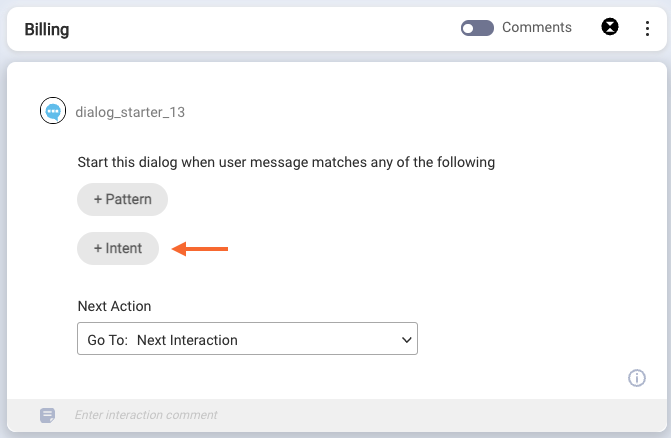 Billing
Comments
dialog_starter_13
Start this dialog when user message matches any of the following
+ Pattern
+ Intent
Next Action
Go To: Next Interaction
Enter interaction comment